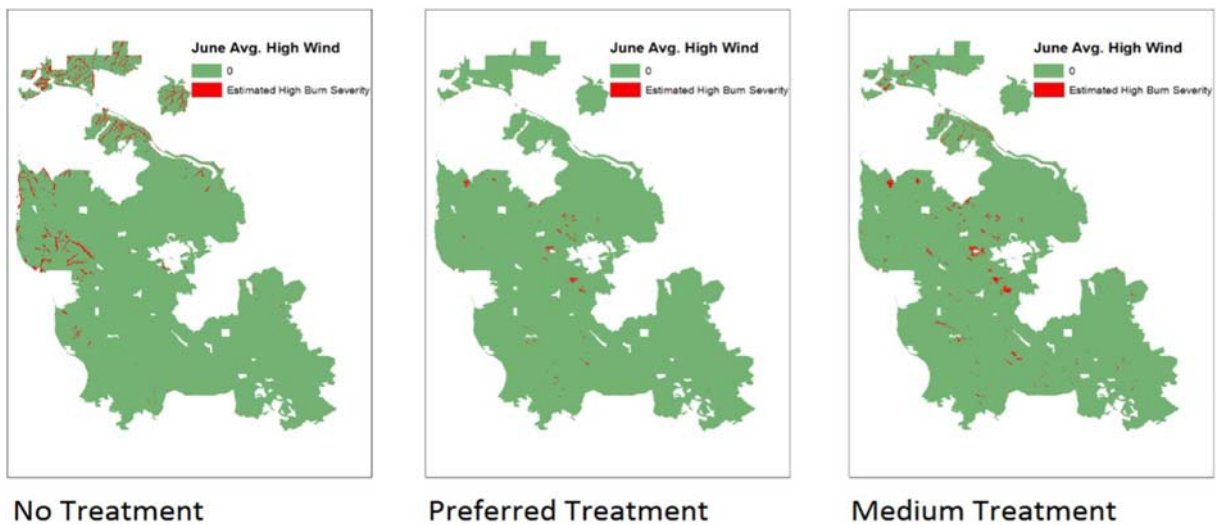 June Avg. High Wind
0
Estimated High Burn Severity
No Treatment
June Avg. High Wind
0
Estimated High Burn Severity
Preferred Treatment
June Avg. High Wind
0
Estimated High Burn Severity
Medium Treatment